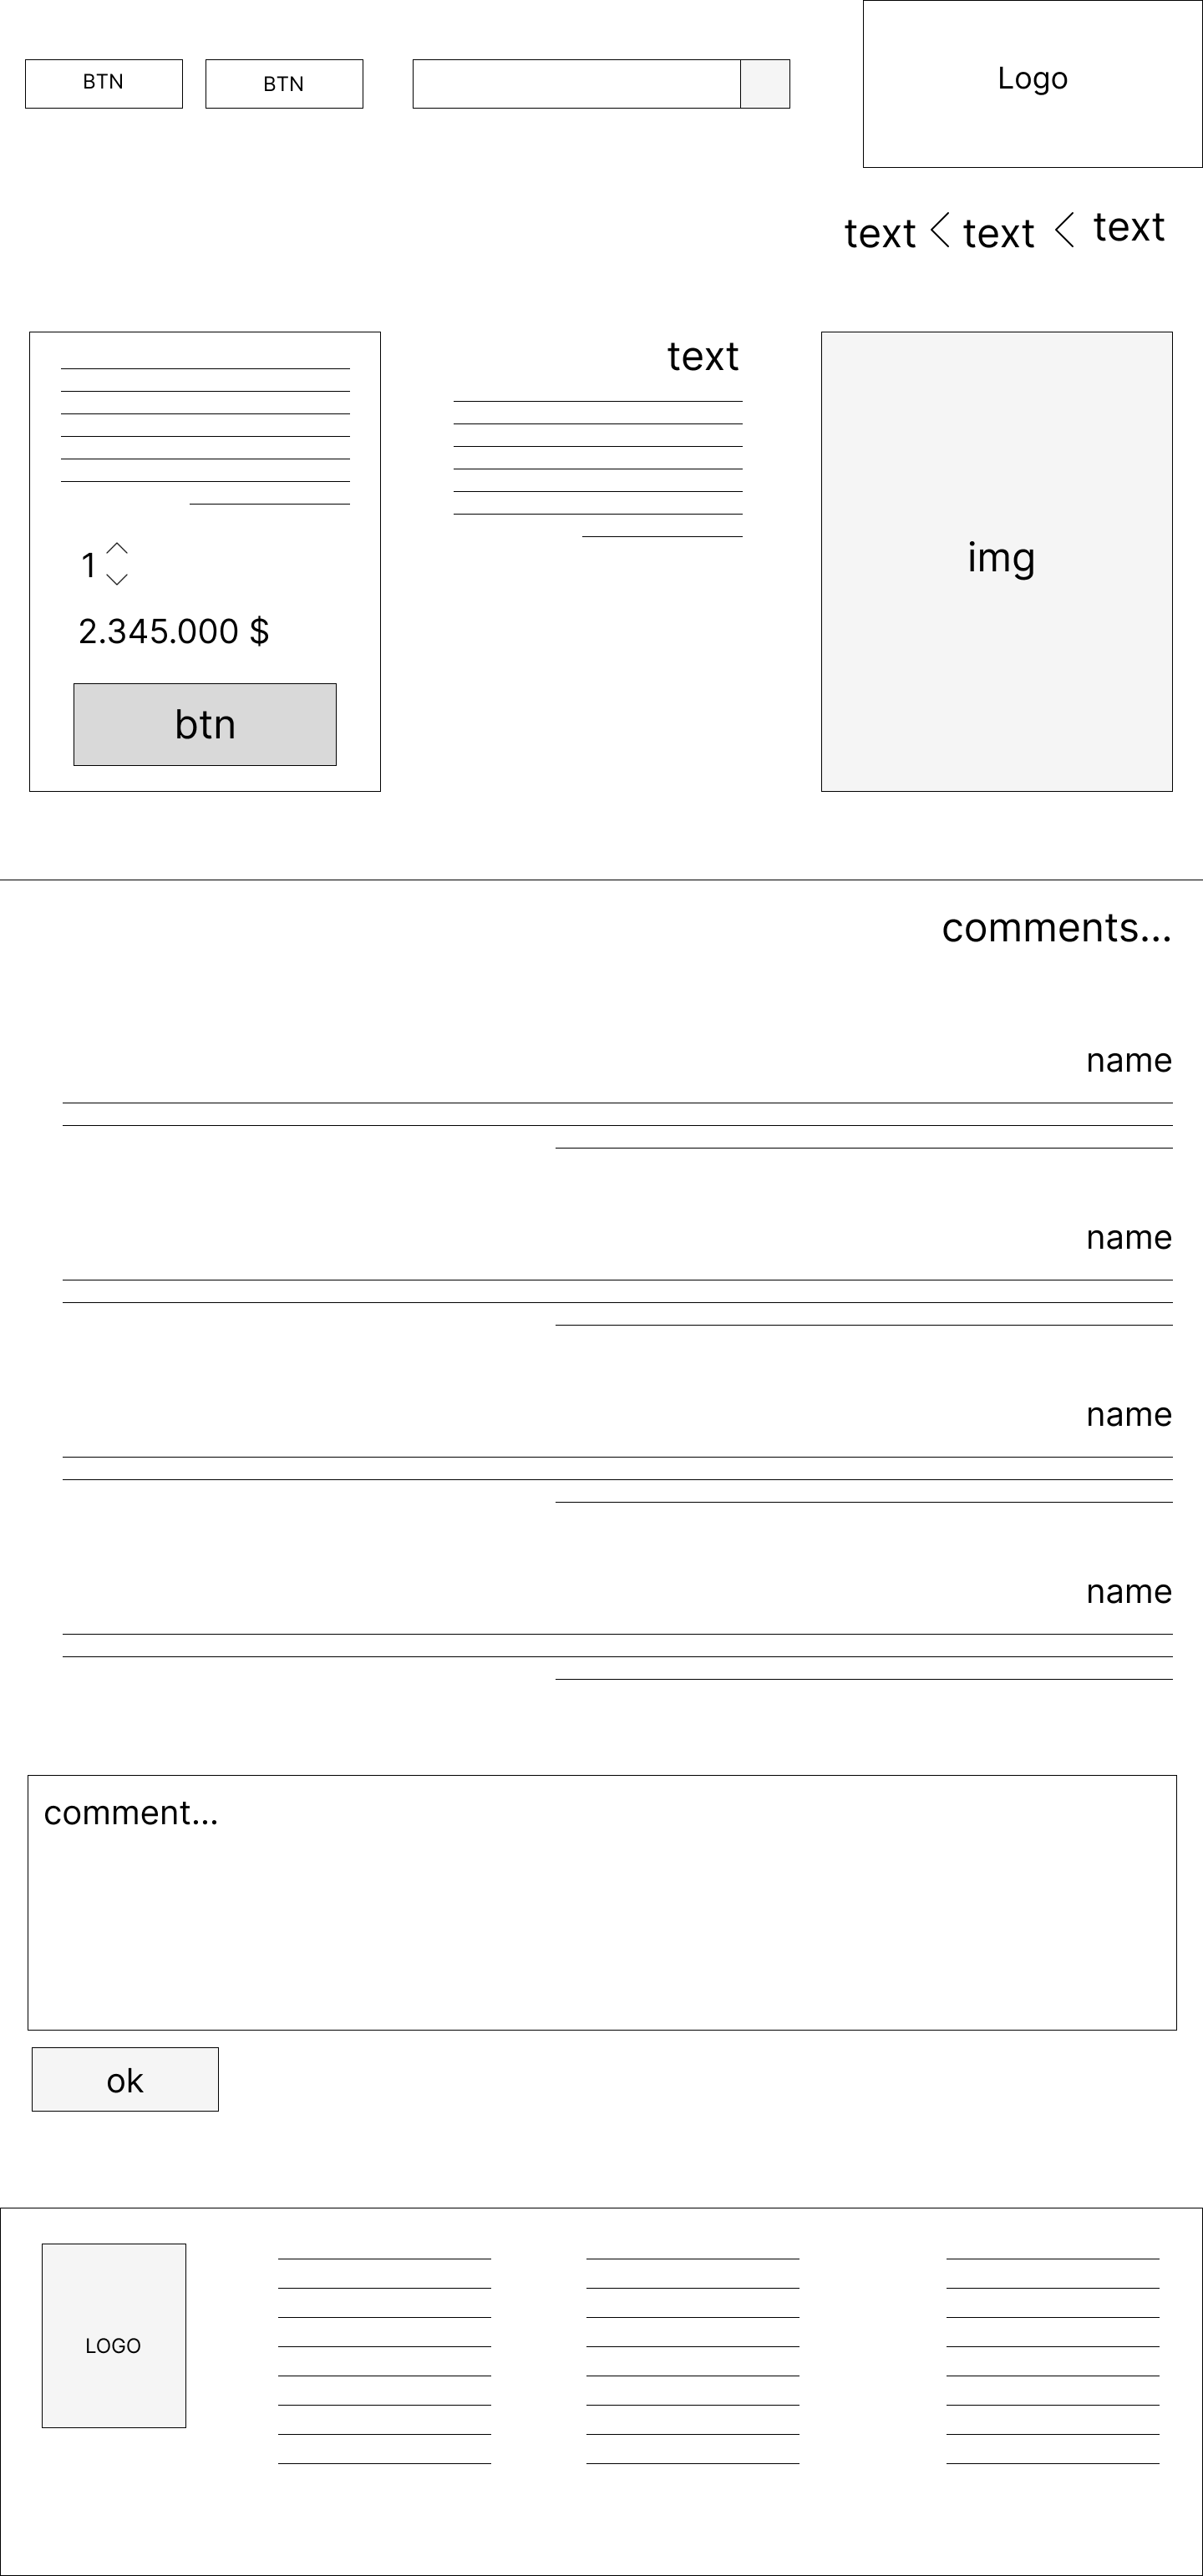 BTN
BTN
Logo
text
text
text
text
img
1
2.345.000 $
btn
comments...
name
name
name
name
comment...
ok
LOGO